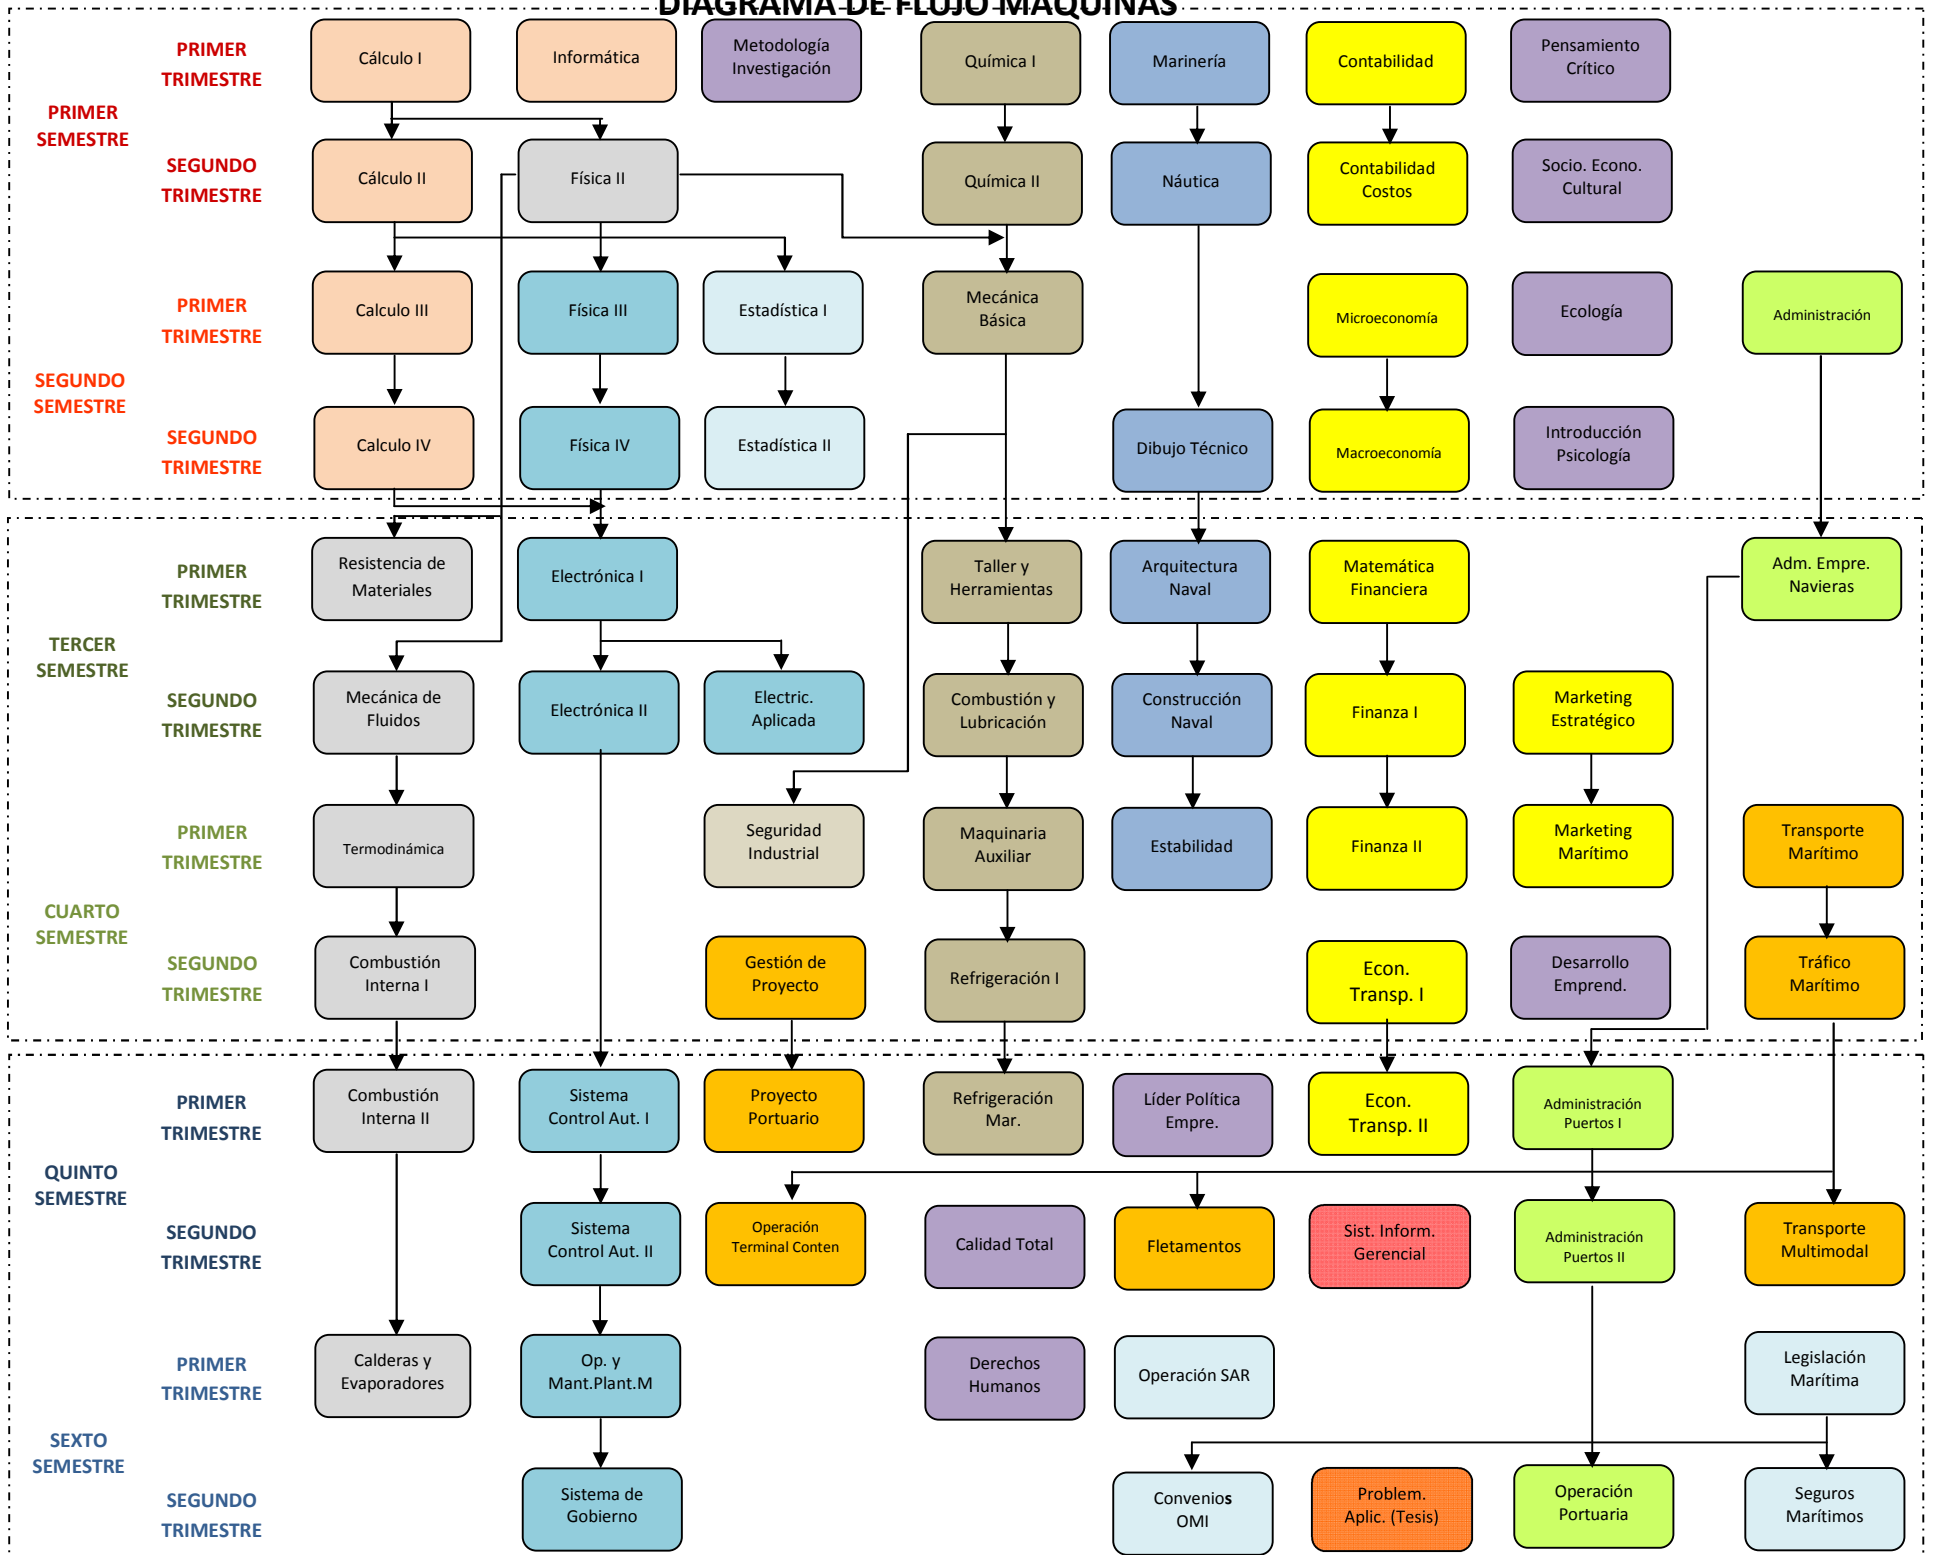 DIAGRAMA DE FLUJO MAQUINAS
PRIMER
SEMESTRE
PRIMER
TRIMESTRE
Cálculo I
Informática
Metodología
Investigación
Química I
Marinería
Contabilidad
Pensamiento
Crítico
SEGUNDO
TRIMESTRE
Cálculo II
Física II
Química II
Náutica
Contabilidad
Costos
Socio. Econo.
Cultural
SEGUNDO
SEMESTRE
PRIMER
TRIMESTRE
Calculo III
Física III
Estadística I
Mecánica
Básica
Microeconomía
Ecología
Administración
SEGUNDO
TRIMESTRE
Calculo IV
Física IV
Estadística II
Dibujo Técnico
Macroeconomía
Introducción
Psicología
TERCER
SEMESTRE
PRIMER
TRIMESTRE
Resistencia de
Materiales
Electrónica I
Taller y
Herramientas
Arquitectura
Naval
Matemática
Financiera
Adm. Empre.
Navieras
SEGUNDO
TRIMESTRE
Mecánica de
Fluidos
Electrónica II
Electric.
Aplicada
Combustión y
Lubricación
Construcción
Naval
Finanza I
Marketing
Estratégico
CUARTO
SEMESTRE
PRIMER
TRIMESTRE
Termodinámica
Seguridad
Industrial
Maquinaria
Auxiliar
Estabilidad
Finanza II
Marketing
Marítimo
Transporte
Marítimo
SEGUNDO
TRIMESTRE
Combustión
Interna I
Gestión de
Proyecto
Refrigeración I
Econ.
Transp. I
Desarrollo
Emprend.
Tráfico
Marítimo
QUINTO
SEMESTRE
PRIMER
TRIMESTRE
Combustión
Interna II
Sistema
Control Aut. I
Proyecto
Portuario
Refrigeración
Mar.
Líder Política
Empre.
Econ.
Transp. II
Administración
Puertos I
SEGUNDO
TRIMESTRE
Sistema
Control Aut. II
Operación
Terminal Conten
Calidad Total
Fletamentos
Sist. Inform.
Gerencial
Administración
Puertos II
Transporte
Multimodal
SEXTO
SEMESTRE
PRIMER
TRIMESTRE
Calderas y
Evaporadores
Op. y
Mant.Plant.M
Derechos
Humanos
Operación SAR
Legislación
Marítima
SEGUNDO
TRIMESTRE
Sistema de
Gobierno
Convenios
OMI
Problem.
Aplic. (Tesis)
Operación
Portuaria
Seguros
Marítimos